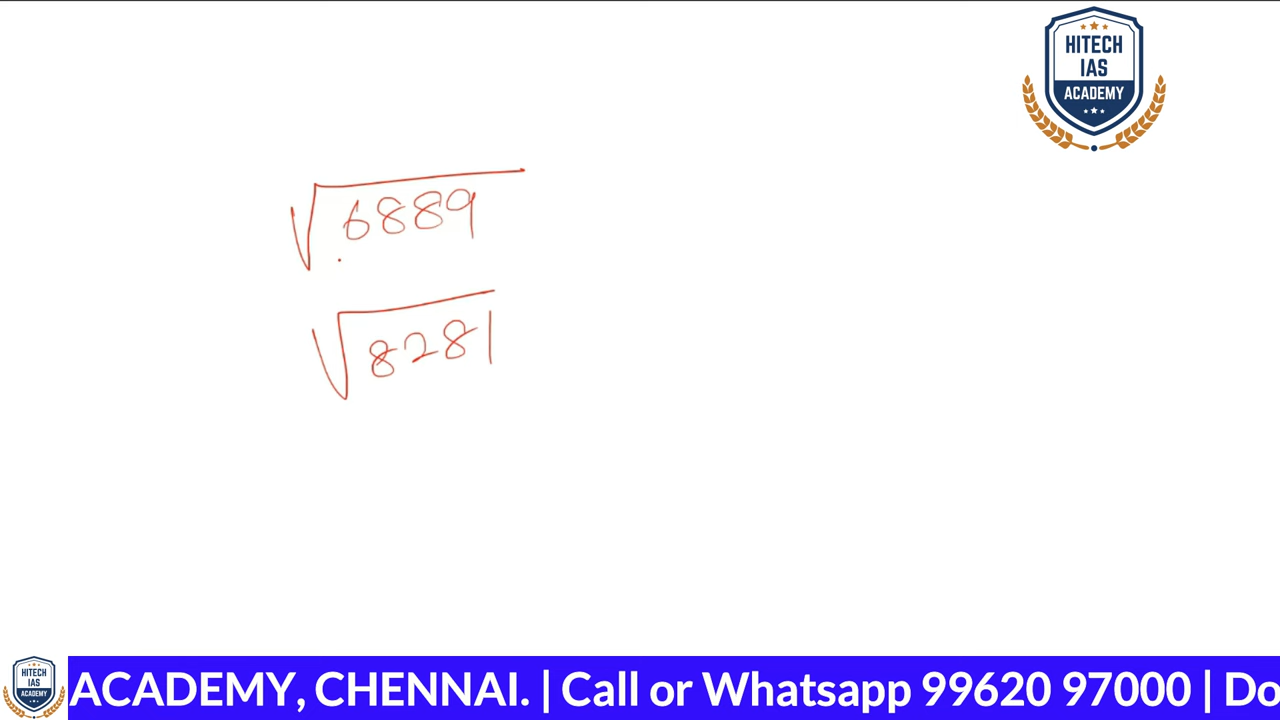 HITECH
IAS
ACADEMY
√6889
√8281
HITECH
IAS
ACADEMY
ACADEMY, CHENNAI. | Call or Whatsapp 99620 97000 | Do